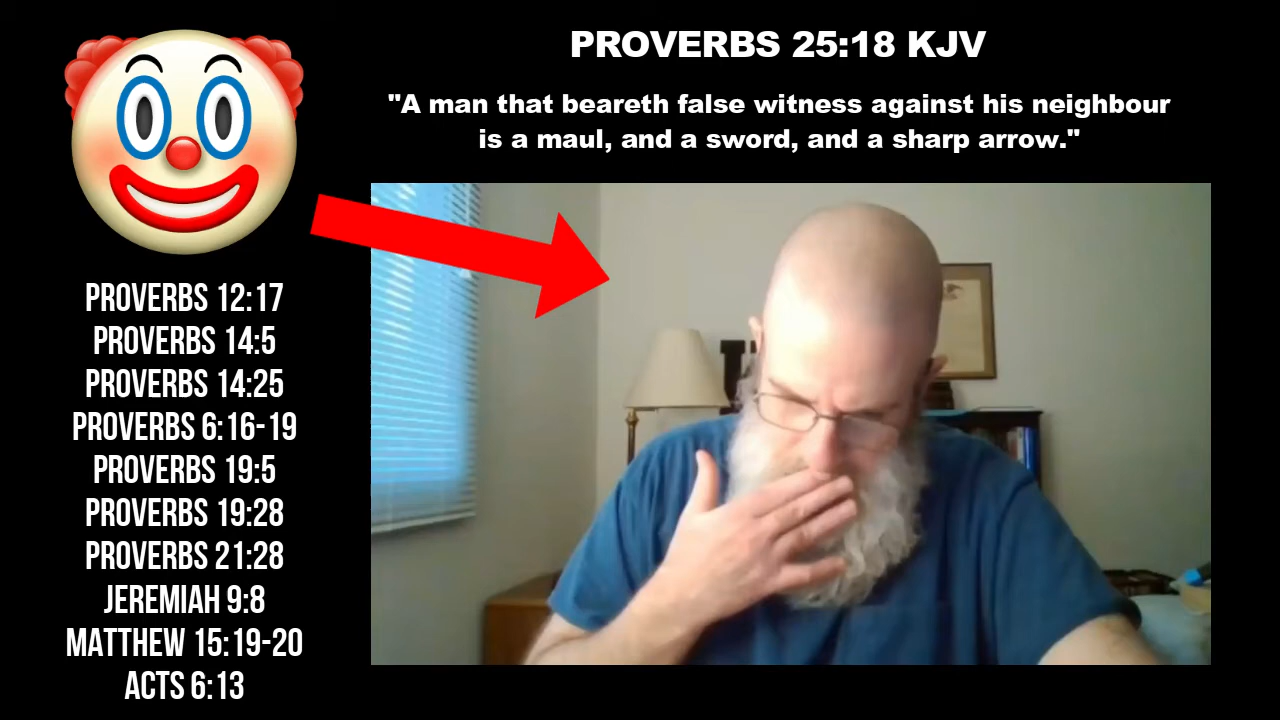 PROVERBS 25:18 KJV
"A man that beareth false witness against his neighbour
is a maul, and a sword, and a sharp arrow."
PROVERBS 12:17
PROVERBS 14:5
PROVERBS 14:25
PROVERBS 6:16-19
PROVERBS 19:5
PROVERBS 19:28
PROVERBS 21:28
JEREMIAH 9:8
MATTHEW 15:19-20
ACTS 6:13